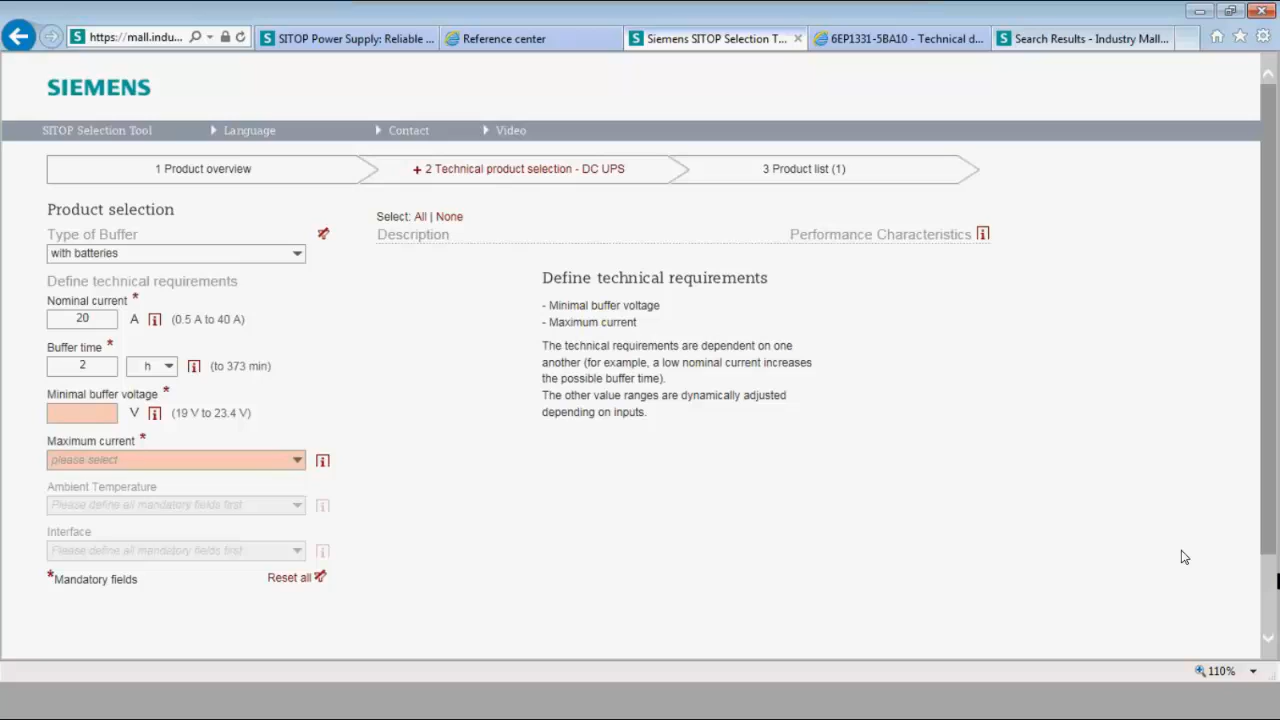 https://mall.indu...
SITOP Power Supply: Reliable ...
Reference center
Siemens SITOP Selection T...
6EP1331-5BA10 - Technical d...
Search Results - Industry Mall...
SIEMENS
SITOP Selection Tool
Language
Contact
Video
1 Product overview
+ 2 Technical product selection - DC UPS
3 Product list (1)
Product selection
Select: All | None
Type of Buffer
Description
Performance Characteristics
with batteries
Define technical requirements
Define technical requirements
Nominal current *
- Minimal buffer voltage
20 A (0.5 A to 40 A)
- Maximum current
Buffer time *
The technical requirements are dependent on one
another (for example, a low nominal current increases
the possible buffer time).
2 h (to 373 min)
The other value ranges are dynamically adjusted
depending on inputs.
Minimal buffer voltage *
V (19 V to 23.4 V)
Maximum current *
please select
Ambient Temperature
Please define all mandatory fields first
Interface
Please define all mandatory fields first
*Mandatory fields
Reset all
110%